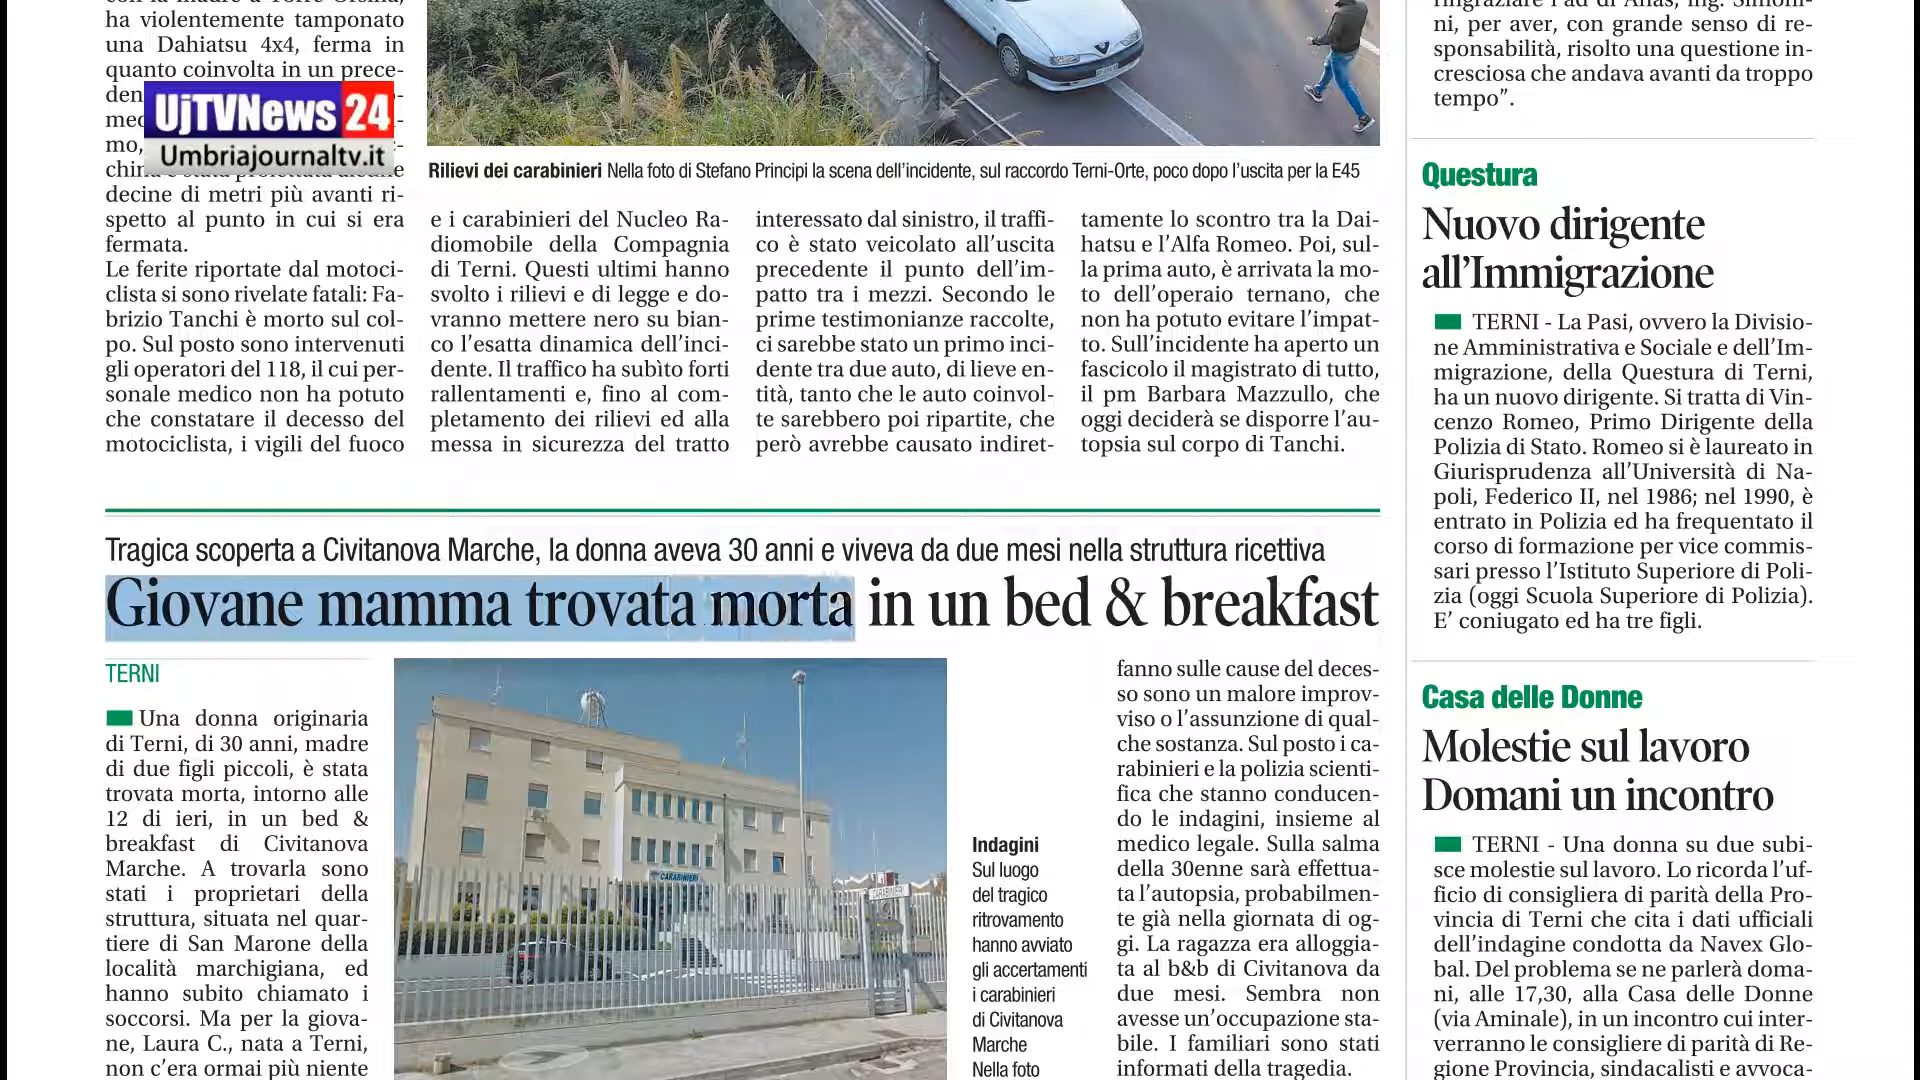 con la madre a Torre Orsina,
ha violentemente tamponato
una Dahiatsu 4x4, ferma in
quanto coinvolta in un prece-
den
mo,
decine di metri più avanti ri-
spetto al punto in cui si era
fermata.
Le ferite riportate dal motoci-
clista si sono rivelate fatali: Fa-
brizio Tanchi è morto sul col-
po. Sul posto sono intervenuti
gli operatori del 118, il cui per-
sonale medico non ha potuto
che constatare il decesso del
motociclista, i vigili del fuoco
UjTVNews 24
Umbriajournaltv.it
Rilievi dei carabinieri Nella foto di Stefano Principi la scena dell'incidente, sul raccordo Terni-Orte, poco dopo l'uscita per la E45
e i carabinieri del Nucleo Ra-
diomobile della Compagnia
di Terni. Questi ultimi hanno
svolto i rilievi e di legge e do-
vranno mettere nero su bian-
co l'esatta dinamica dell'inci-
dente. Il traffico ha subìto forti
rallentamenti e, fino al com-
pletamento dei rilievi ed alla
messa in sicurezza del tratto
interessato dal sinistro, il traffi-
co è stato veicolato all'uscita
precedente il punto dell'im-
patto tra i mezzi. Secondo le
prime testimonianze raccolte,
ci sarebbe stato un primo inci-
dente tra due auto, di lieve en-
tità, tanto che le auto coinvol-
te sarebbero poi ripartite, che
però avrebbe causato indiret-
tamente lo scontro tra la Dai-
hatsu e l'Alfa Romeo. Poi, sul-
la prima auto, è arrivata la mo-
to dell'operaio ternano, che
non ha potuto evitare l'impat-
to. Sull'incidente ha aperto un
fascicolo il magistrato di tutto,
il pm Barbara Mazzullo, che
oggi deciderà se disporre l'au-
topsia sul corpo di Tanchi.
Tragica scoperta a Civitanova Marche, la donna aveva 30 anni e viveva da due mesi nella struttura ricettiva
Giovane mamma trovata morta in un bed & breakfast
TERNI
Una donna originaria
di Terni, di 30 anni, madre
di due figli piccoli, è stata
trovata morta, intorno alle
12 di ieri, in un bed &
breakfast di Civitanova
Marche. A trovarla sono
stati i proprietari della
struttura, situata nel quar-
tiere di San Marone della
località marchigiana, ed
hanno subito chiamato i
soccorsi. Ma per la giova-
ne, Laura C., nata a Terni,
non c'era ormai più niente
CARABINIERI
CARABINIERI
Indagini
Sul luogo
del tragico
ritrovamento
hanno avviato
gli accertamenti
i carabinieri
di Civitanova
Marche
Nella foto
fanno sulle cause del deces-
so sono un malore improv-
viso o l'assunzione di qual-
che sostanza. Sul posto i ca-
rabinieri e la polizia scienti-
fica che stanno conducen-
do le indagini, insieme al
medico legale. Sulla salma
della 30enne sarà effettua-
ta l'autopsia, probabilmen-
te già nella giornata di og-
gi. La ragazza era alloggia-
ta al b&b di Civitanova da
due mesi. Sembra non
avesse un'occupazione sta-
bile. I familiari sono stati
informati della tragedia.
ringraziare l'ad di Anas, ing. Simoni-
ni, per aver, con grande senso di re-
sponsabilità, risolto una questione in-
cresciosa che andava avanti da troppo
tempo”.
Questura
Nuovo dirigente
all'Immigrazione
TERNI - La Pasi, ovvero la Divisio-
ne Amministrativa e Sociale e dell'Im-
migrazione, della Questura di Terni,
ha un nuovo dirigente. Si tratta di Vin-
cenzo Romeo, Primo Dirigente della
Polizia di Stato. Romeo si è laureato in
Giurisprudenza all'Università di Na-
poli, Federico II, nel 1986; nel 1990, è
entrato in Polizia ed ha frequentato il
corso di formazione per vice commis-
sari presso l'Istituto Superiore di Poli-
zia (oggi Scuola Superiore di Polizia).
E' coniugato ed ha tre figli.
Casa delle Donne
Molestie sul lavoro
Domani un incontro
TERNI - Una donna su due subi-
sce molestie sul lavoro. Lo ricorda l'uf-
ficio di consigliera di parità della Pro-
vincia di Terni che cita i dati ufficiali
dell'indagine condotta da Navex Glo-
bal. Del problema se ne parlerà doma-
ni, alle 17,30, alla Casa delle Donne
(via Aminale), in un incontro cui inter-
verranno le consigliere di parità di Re-
gione Provincia, sindacalisti e avvoca-